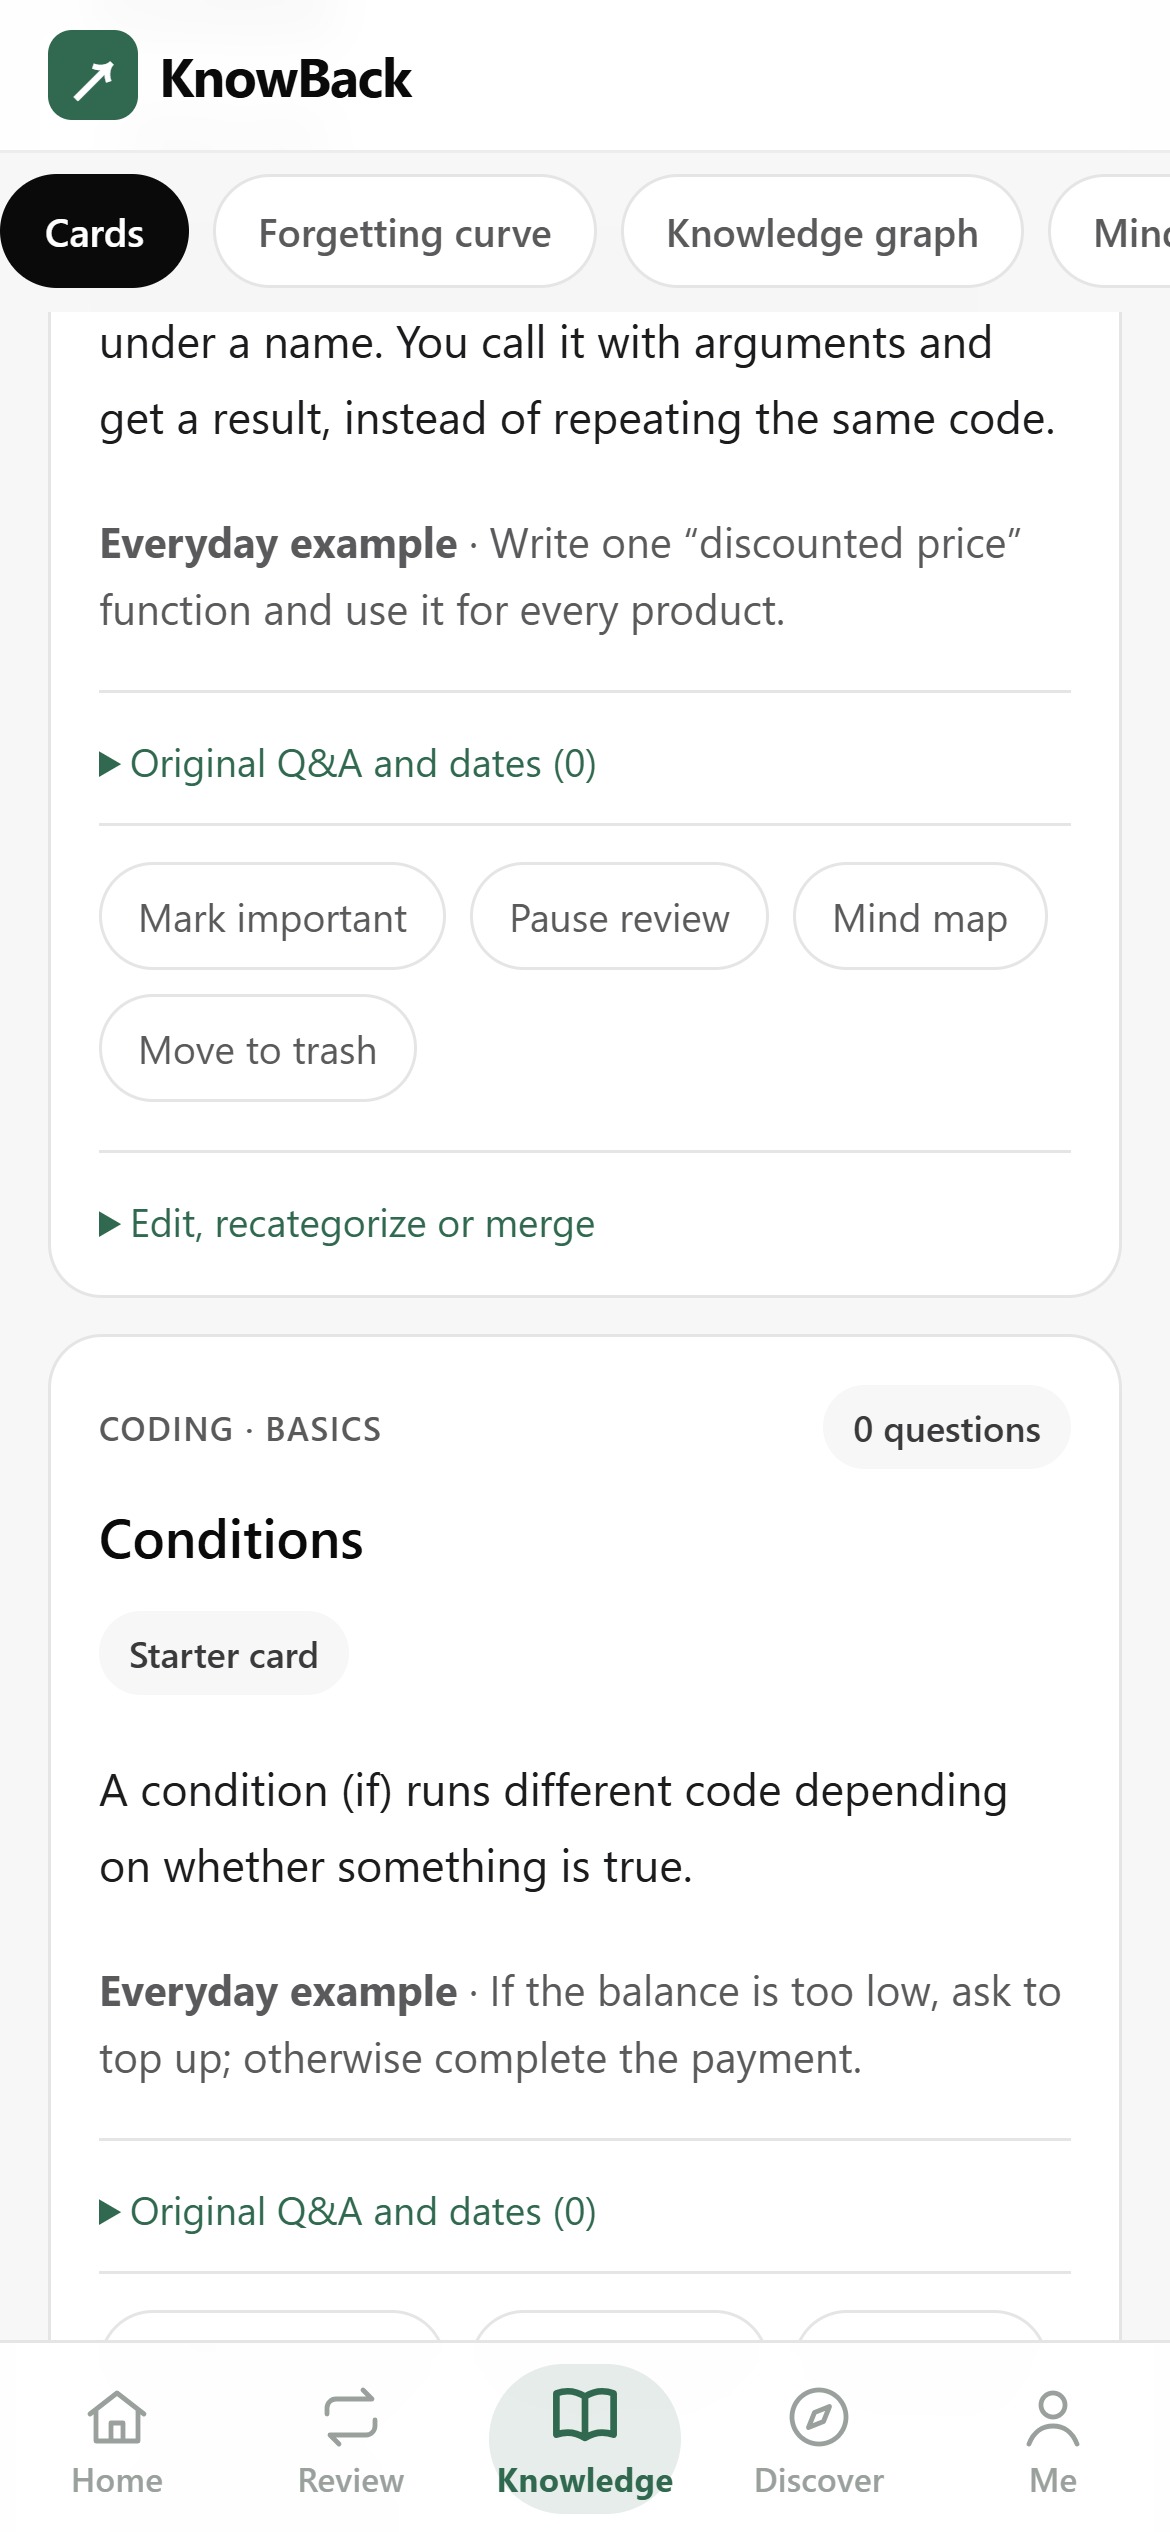 KnowBack
Cards
Forgetting curve
Knowledge graph
under a name. You call it with arguments and
get a result, instead of repeating the same code.
Everyday example · Write one “discounted price”
function and use it for every product.
Original Q&A and dates (0)
Mark important
Pause review
Mind map
Move to trash
Edit, recategorize or merge
CODING · BASICS
0 questions
Conditions
Starter card
A condition (if) runs different code depending
on whether something is true.
Everyday example · If the balance is too low, ask to
top up; otherwise complete the payment.
Original Q&A and dates (0)
Home
Review
Knowledge
Discover
Me